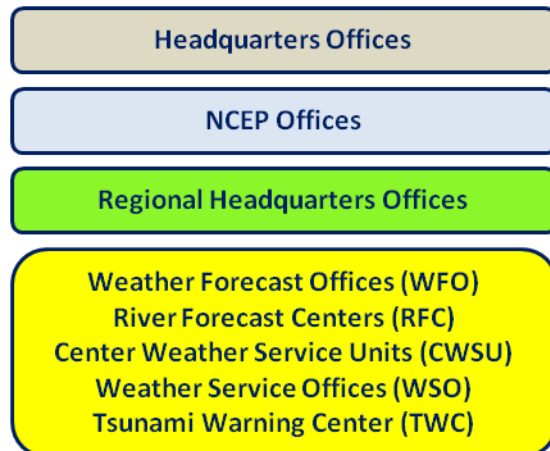 Headquarters Offices
NCEP Offices
Regional Headquarters Offices
Weather Forecast Offices (WFO)
River Forecast Centers (RFC)
Center Weather Service Units (CWSU)
Weather Service Offices (WSO)
Tsunami Warning Center (TWC)